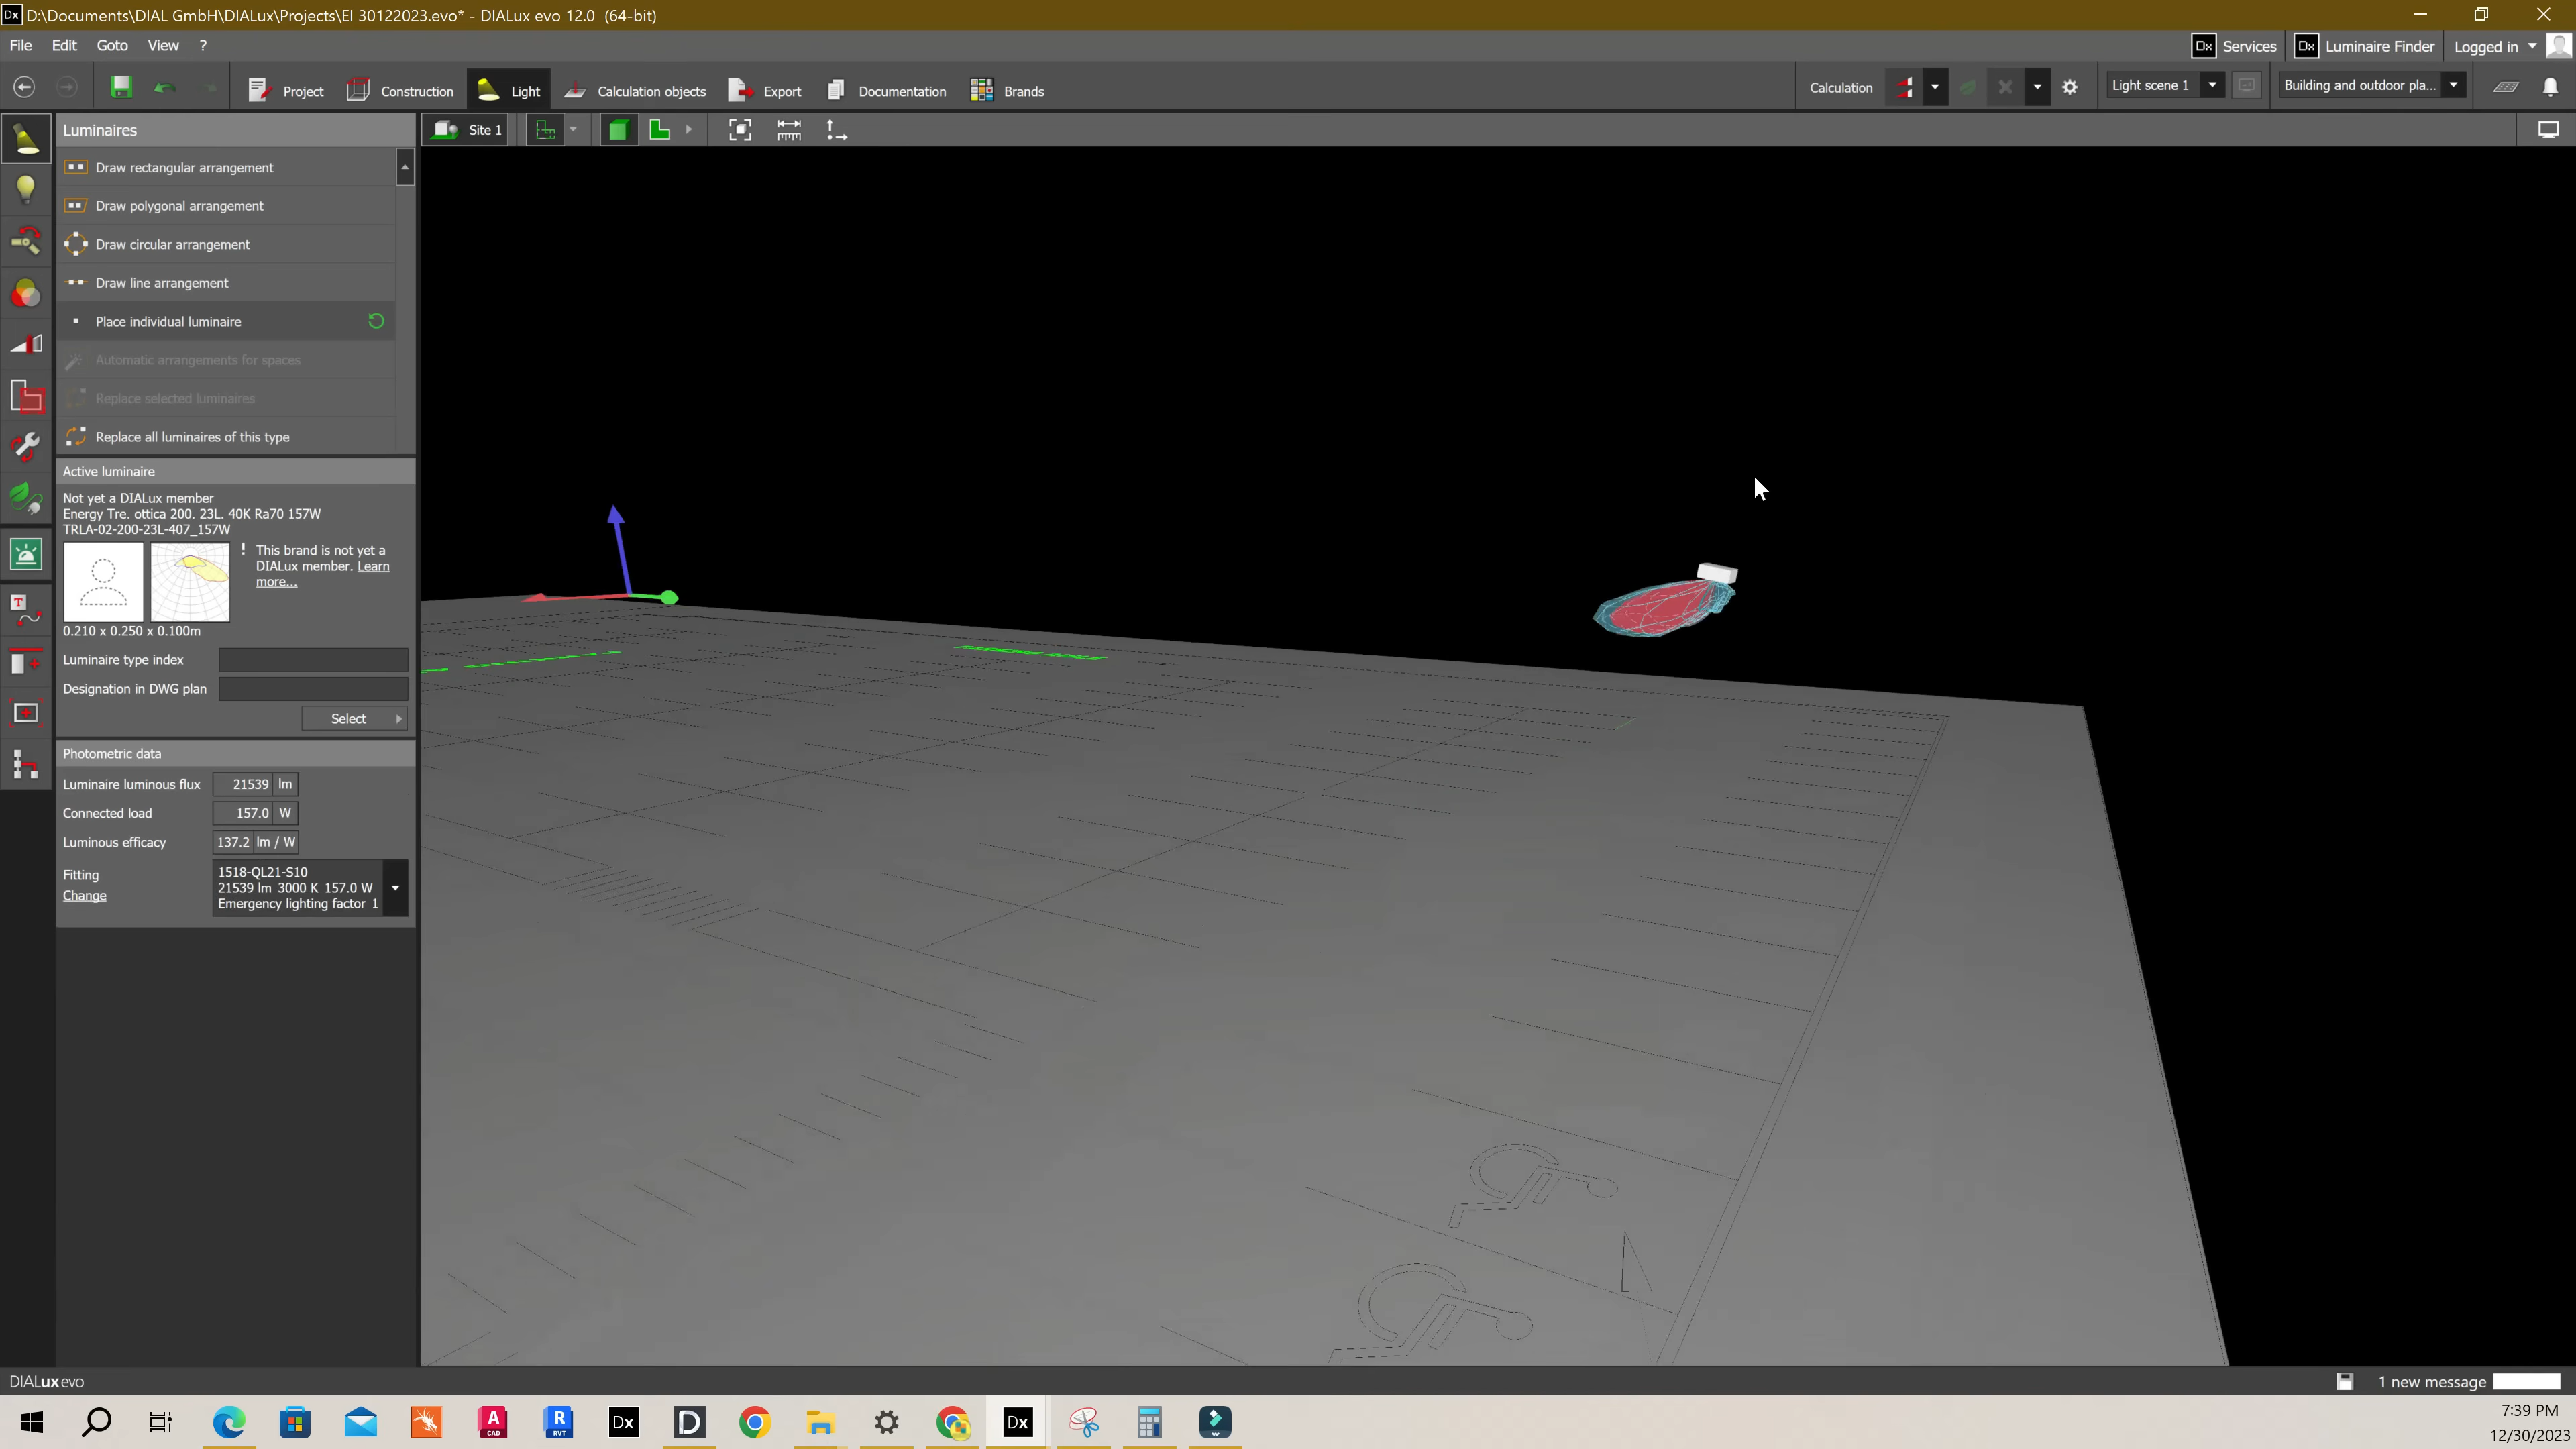 D:\Documents\DIAL GmbH\DIALux\Projects\EI 30122023.evo* - DIALux evo 12.0 (64-bit)
File Edit Goto View ?
Services Luminaire Finder Logged in
Project Construction Light Calculation objects Export Documentation Brands
Calculation Light scene 1 Building and outdoor pla...
Luminaires
Site 1
Draw rectangular arrangement
Draw polygonal arrangement
Draw circular arrangement
Draw line arrangement
Place individual luminaire
Automatic arrangements for spaces
Replace selected luminaires
Replace all luminaires of this type
Active luminaire
Not yet a DIALux member
Energy Tre. ottica 200. 23L. 40K Ra70 157W
TRLA-02-200-23L-407_157W
! This brand is not yet a
DIALux member. Learn
more...
0.210 x 0.250 x 0.100m
Luminaire type index
Designation in DWG plan
Select
Photometric data
Luminaire luminous flux 21539 lm
Connected load 157.0 W
Luminous efficacy 137.2 lm / W
Fitting
Change
1518-QL21-S10
21539 lm 3000 K 157.0 W
Emergency lighting factor 1
DIALux evo
1 new message
7:39 PM
12/30/2023